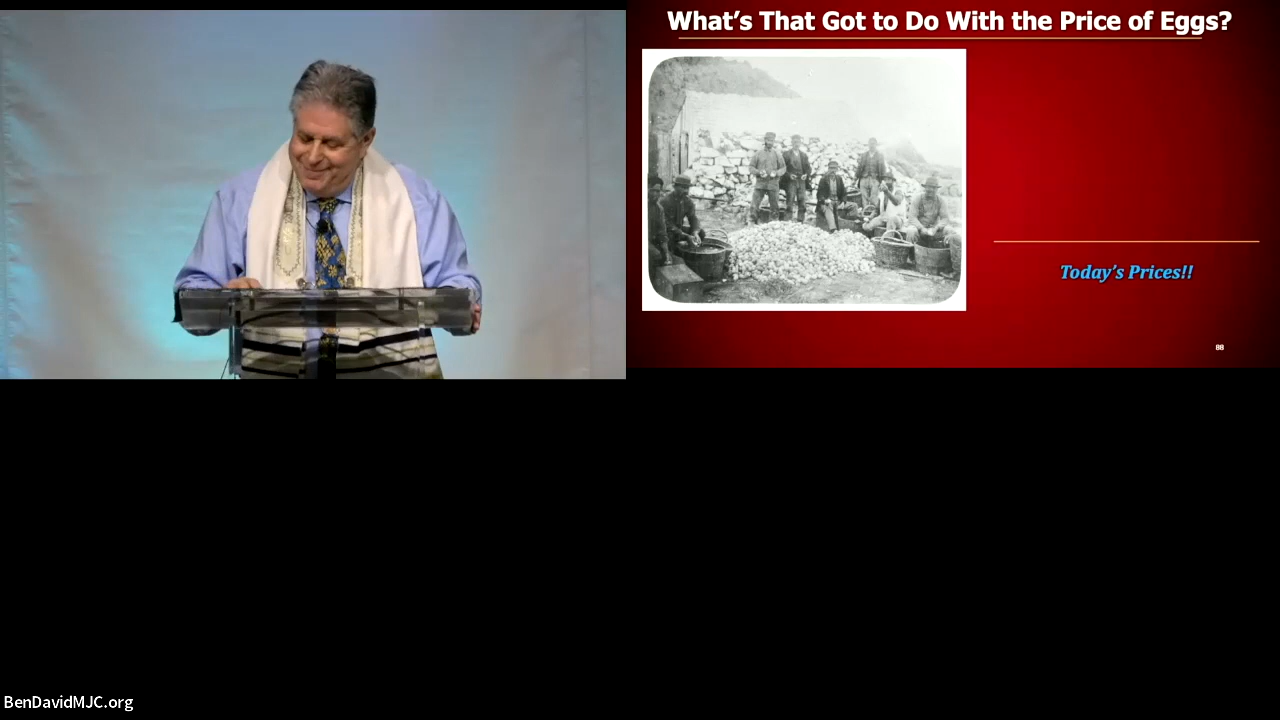 What's That Got to Do With the Price of Eggs?
Today's Prices!!
88
BenDavidMJC.org